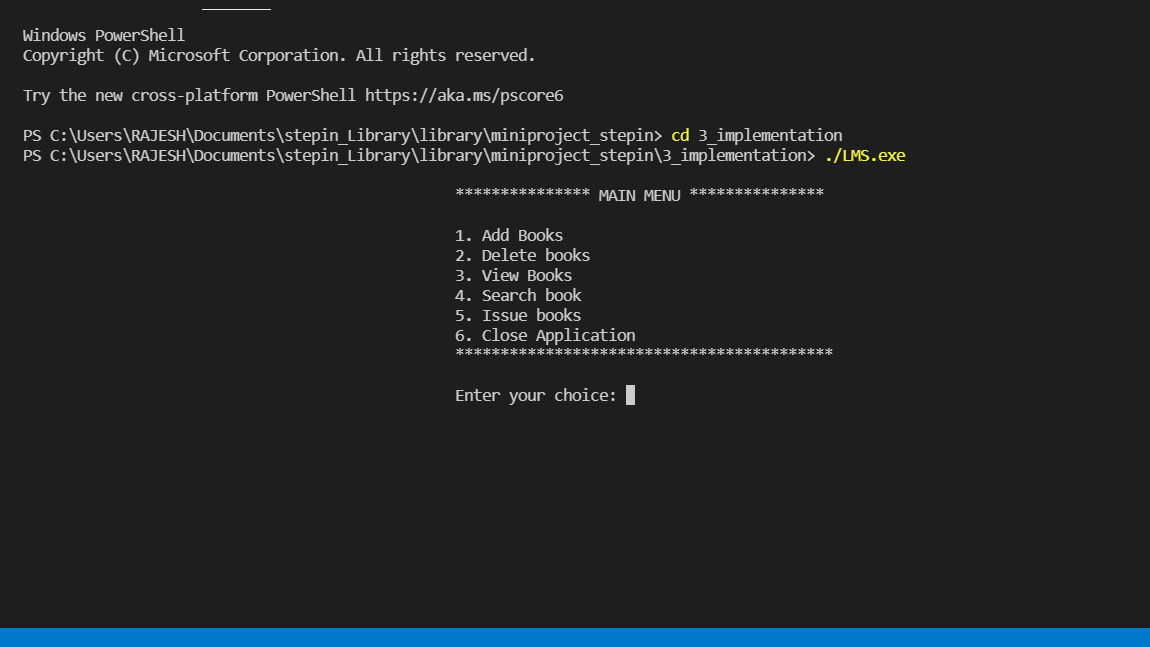 Windows PowerShell
Copyright (C) Microsoft Corporation. All rights reserved.
Try the new cross-platform PowerShell https://aka.ms/pscore6
PS C:\Users\RAJESH\Documents\stepin_Library\library\miniproject_stepin> cd 3_implementation
PS C:\Users\RAJESH\Documents\stepin_Library\library\miniproject_stepin\3_implementation> ./LMS.exe
*************** MAIN MENU ***************
1. Add Books
2. Delete books
3. View Books
4. Search book
5. Issue books
6. Close Application
******************************************
Enter your choice: